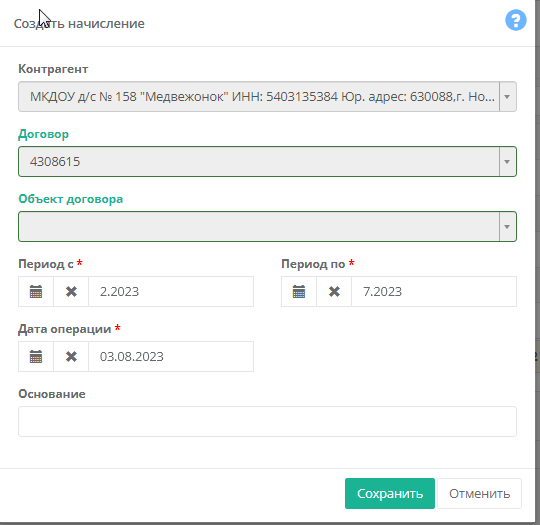 Создать начисление
?
Контрагент
МКДОУ д/с № 158 "Медвежонок" ИНН: 5403135384 Юр. адрес: 630088,г. Но...
Договор
4308615
Объект договора
Период с * Период по *
2.2023 7.2023
Дата операции *
03.08.2023
Основание
Сохранить Отменить